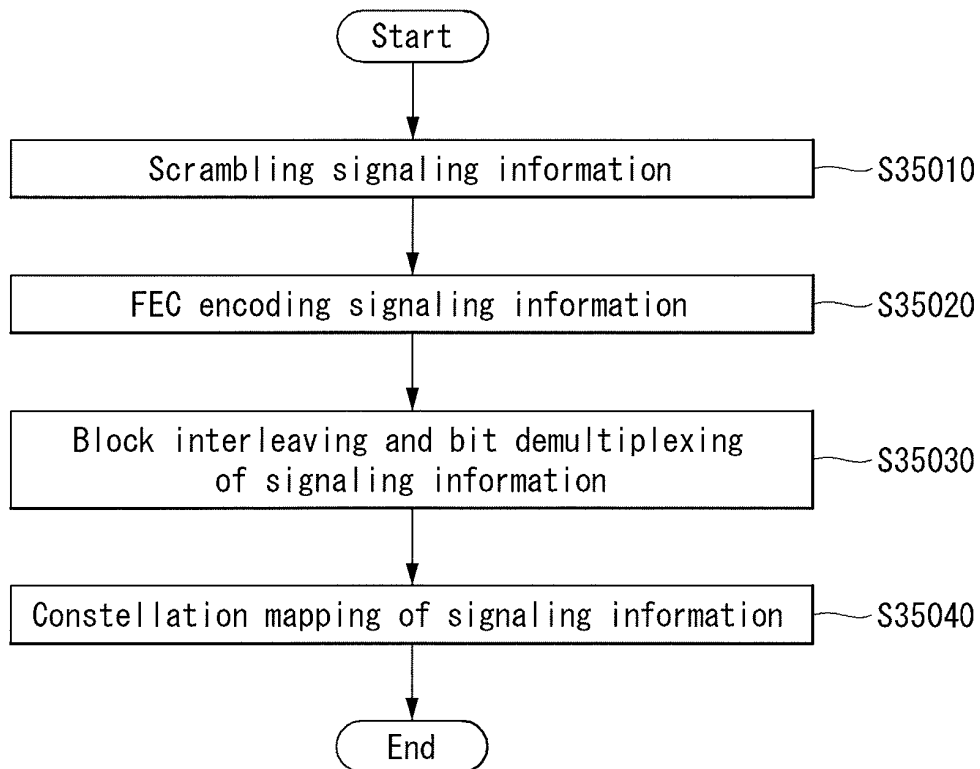 Start
Scrambling signaling information
S35010
FEC encoding signaling information
S35020
Block interleaving and bit demultiplexing
of signaling information
S35030
Constellation mapping of signaling information
S35040
End